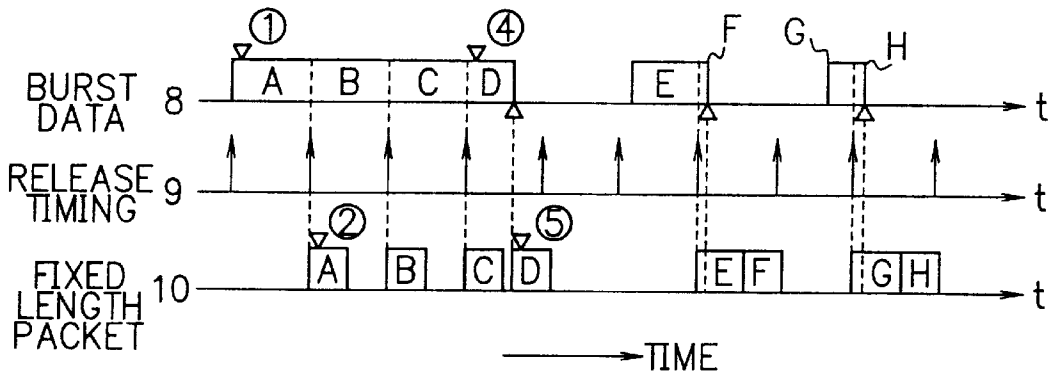 ① ④ F G H
BURST DATA 8 A B C D E t
RELEASE TIMING 9 t
② ⑤
FIXED LENGTH PACKET 10 A B C D E F G H t
TIME